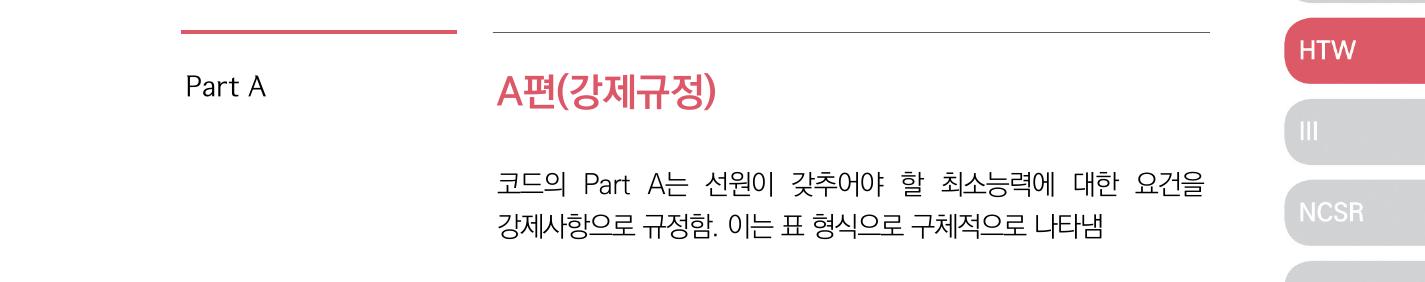 Part A
A편(강제규정)
코드의 Part A는 선원이 갖추어야 할 최소능력에 대한 요건을
강제사항으로 규정함. 이는 표 형식으로 구체적으로 나타냄
HTW
III
NCSR